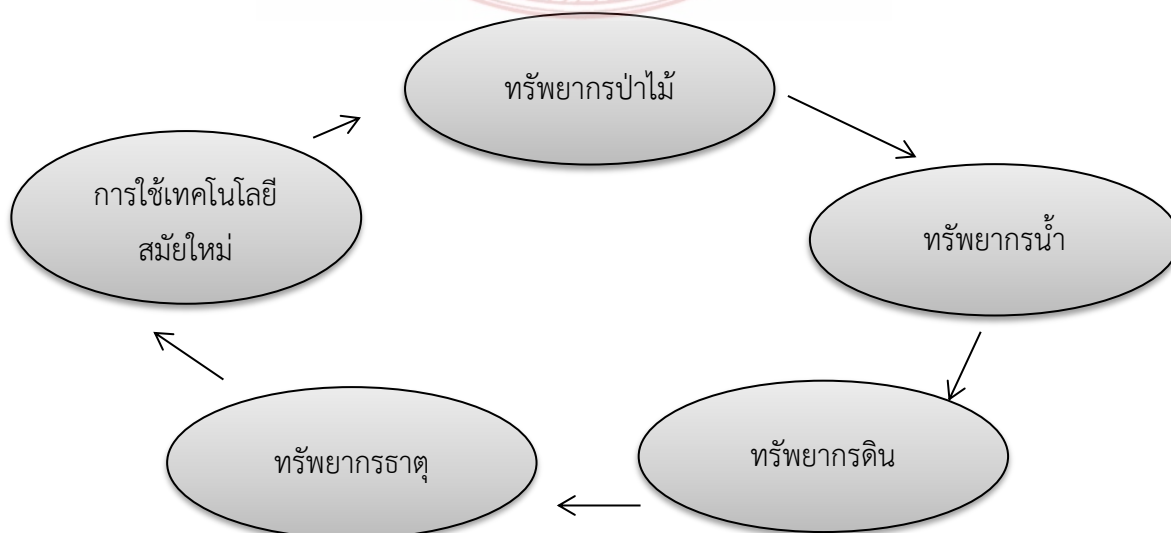 ทรัพยากรป่าไม้
การใช้เทคโนโลยี
สมัยใหม่
ทรัพยากรน้ำ
ทรัพยากรธาตุ
ทรัพยากรดิน